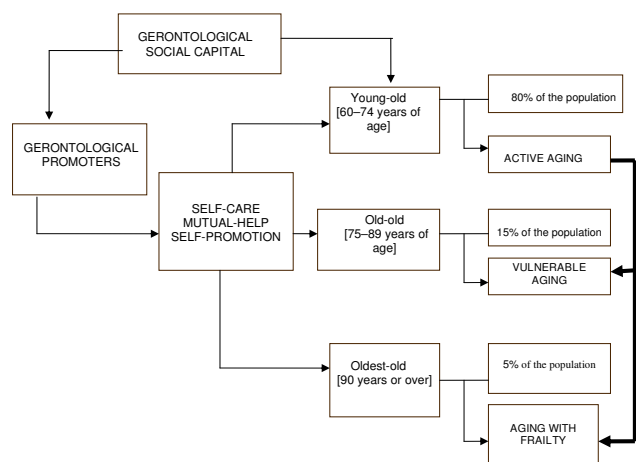 GERONTOLOGICAL
SOCIAL CAPITAL
Young-old
[60–74 years of
age]
80% of the population
ACTIVE AGING
GERONTOLOGICAL
PROMOTERS
SELF-CARE
MUTUAL-HELP
SELF-PROMOTION
Old-old
[75–89 years of
age]
15% of the population
VULNERABLE
AGING
Oldest-old
[90 years or over]
5% of the population
AGING WITH
FRAILTY